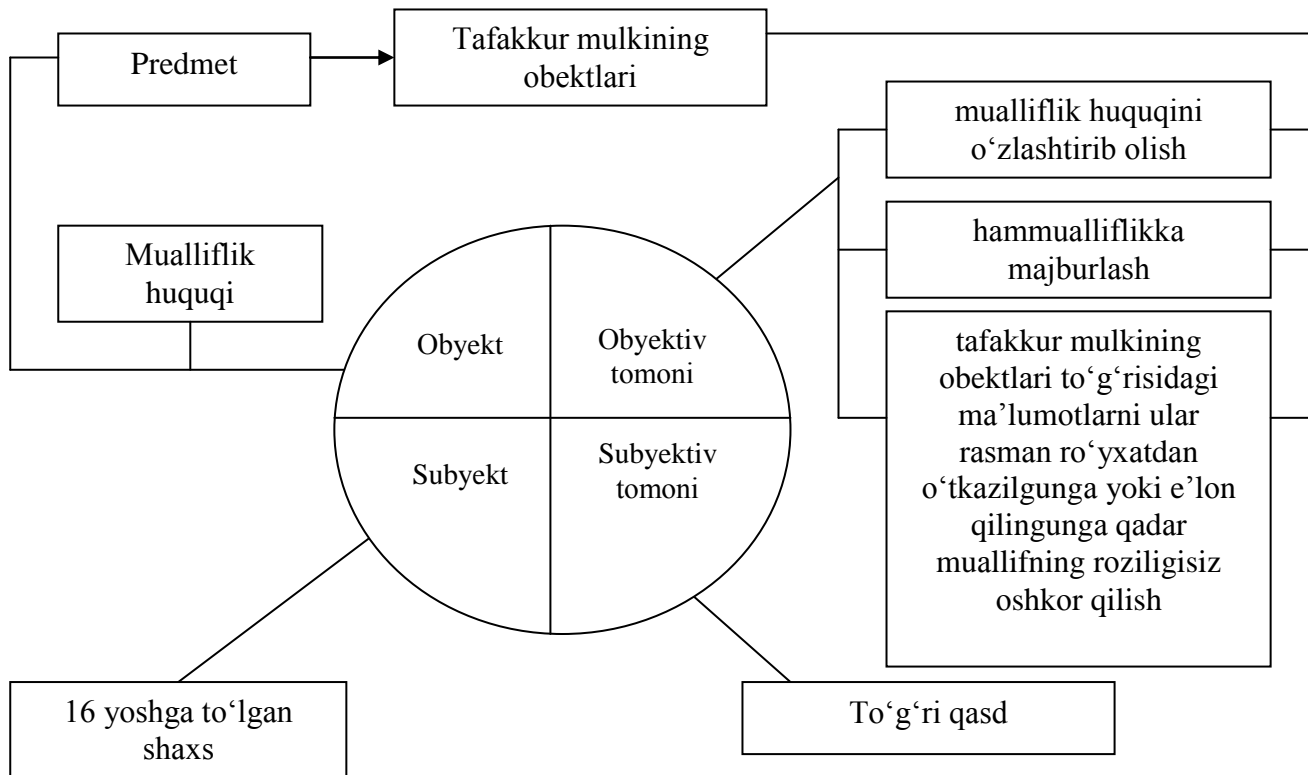 Predmet
Tafakkur mulkining
obektlari
mualliflik huquqini
o‘zlashtirib olish
hammualliflikka
majburlash
Mualliflik
huquqi
Obyekt
Obyektiv
tomoni
Subyekt
Subyektiv
tomoni
tafakkur mulkining
obektlari to‘g‘risidagi
ma’lumotlarni ular
rasman ro‘yxatdan
o‘tkazilgunga yoki e’lon
qilingunga qadar
muallifning roziligisiz
oshkor qilish
16 yoshga to‘lgan
shaxs
To‘g‘ri qasd